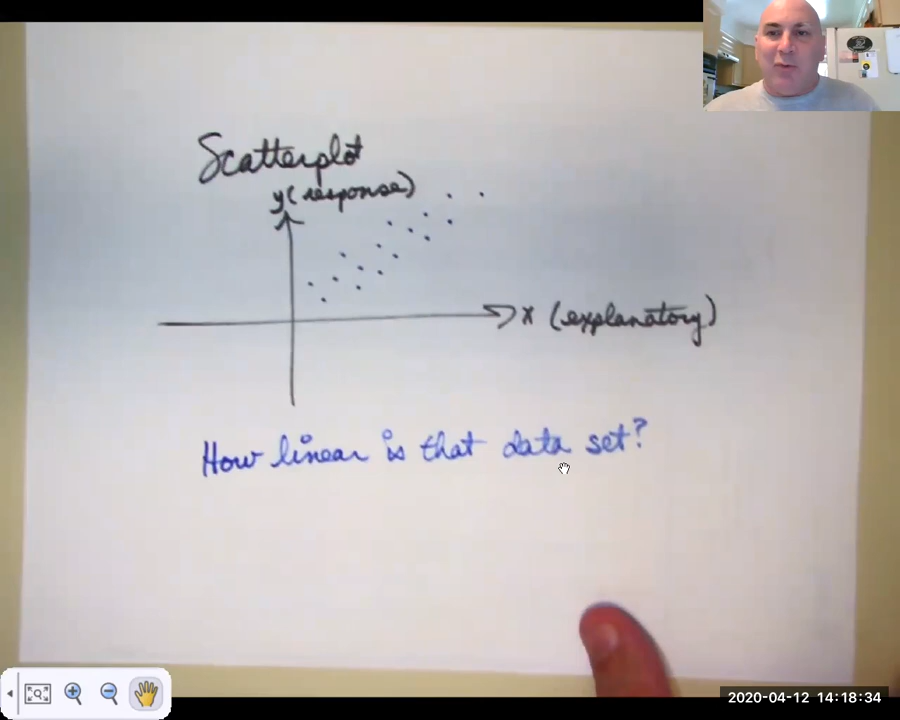 Scatterplot
y (response)
x (explanatory)
How linear is that data set?
2020-04-12 14:18:34